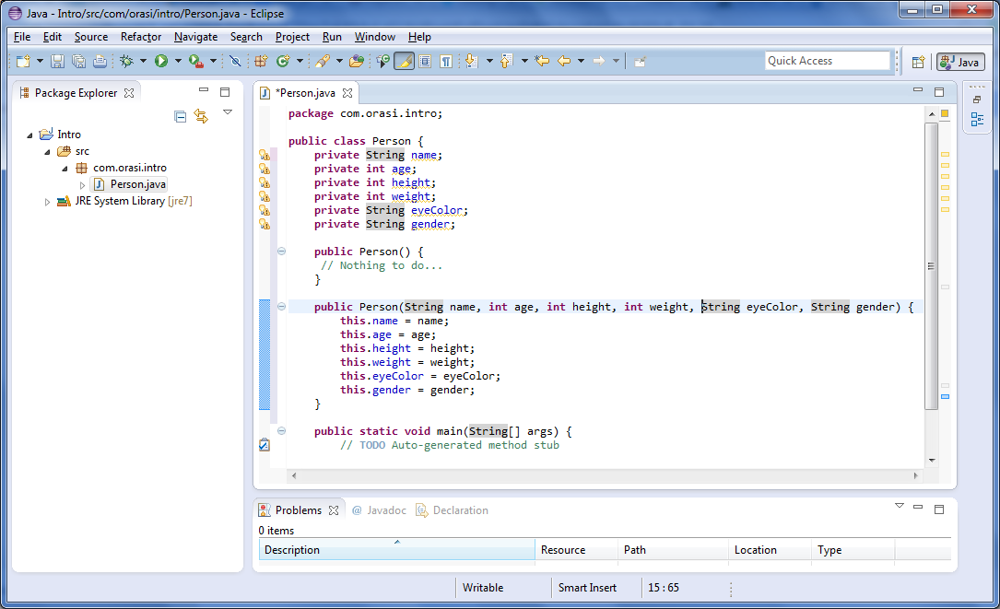 Java - Intro/src/com/orasi/intro/Person.java - Eclipse
File Edit Source Refactor Navigate Search Project Run Window Help
Quick Access
Java
Package Explorer
Intro
src
com.orasi.intro
Person.java
JRE System Library [jre7]
*Person.java
package com.orasi.intro;
public class Person {
private String name;
private int age;
private int height;
private int weight;
private String eyeColor;
private String gender;
public Person() {
// Nothing to do...
}
public Person(String name, int age, int height, int weight, String eyeColor, String gender) {
this.name = name;
this.age = age;
this.height = height;
this.weight = weight;
this.eyeColor = eyeColor;
this.gender = gender;
}
public static void main(String[] args) {
// TODO Auto-generated method stub
Problems @ Javadoc Declaration
0 items
Description Resource Path Location Type
Writable Smart Insert 15 : 65